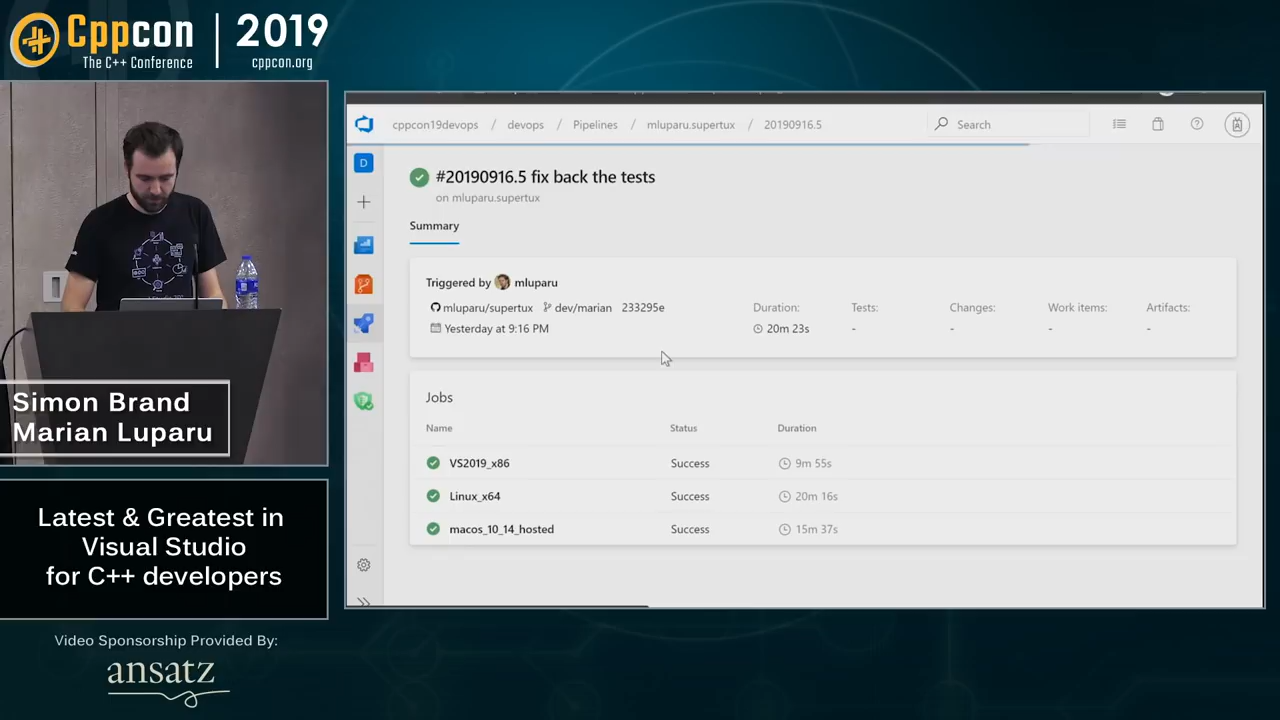 Cppcon
The C++ Conference
2019
cppcon.org
Simon Brand
Marian Luparu
Latest & Greatest in
Visual Studio
for C++ developers
Video Sponsorship Provided By:
ansatz
cppcon19devops / devops / Pipelines / mluparu.supertux / 20190916.5
Search
D
#20190916.5 fix back the tests
on mluparu.supertux
Summary
Triggered by mluparu
mluparu/supertux dev/marian 233295e
Yesterday at 9:16 PM
Duration: Tests: Changes: Work items: Artifacts:
20m 23s - - - -
Jobs
Name Status Duration
VS2019_x86 Success 9m 55s
Linux_x64 Success 20m 16s
macos_10_14_hosted Success 15m 37s